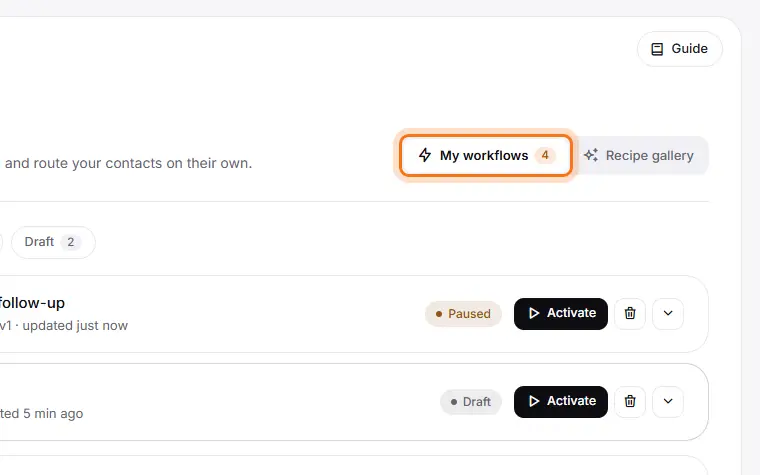 Guide
and route your contacts on their own.
My workflows 4
Recipe gallery
Draft 2
follow-up
v1 · updated just now
Paused
Activate
ted 5 min ago
Draft
Activate